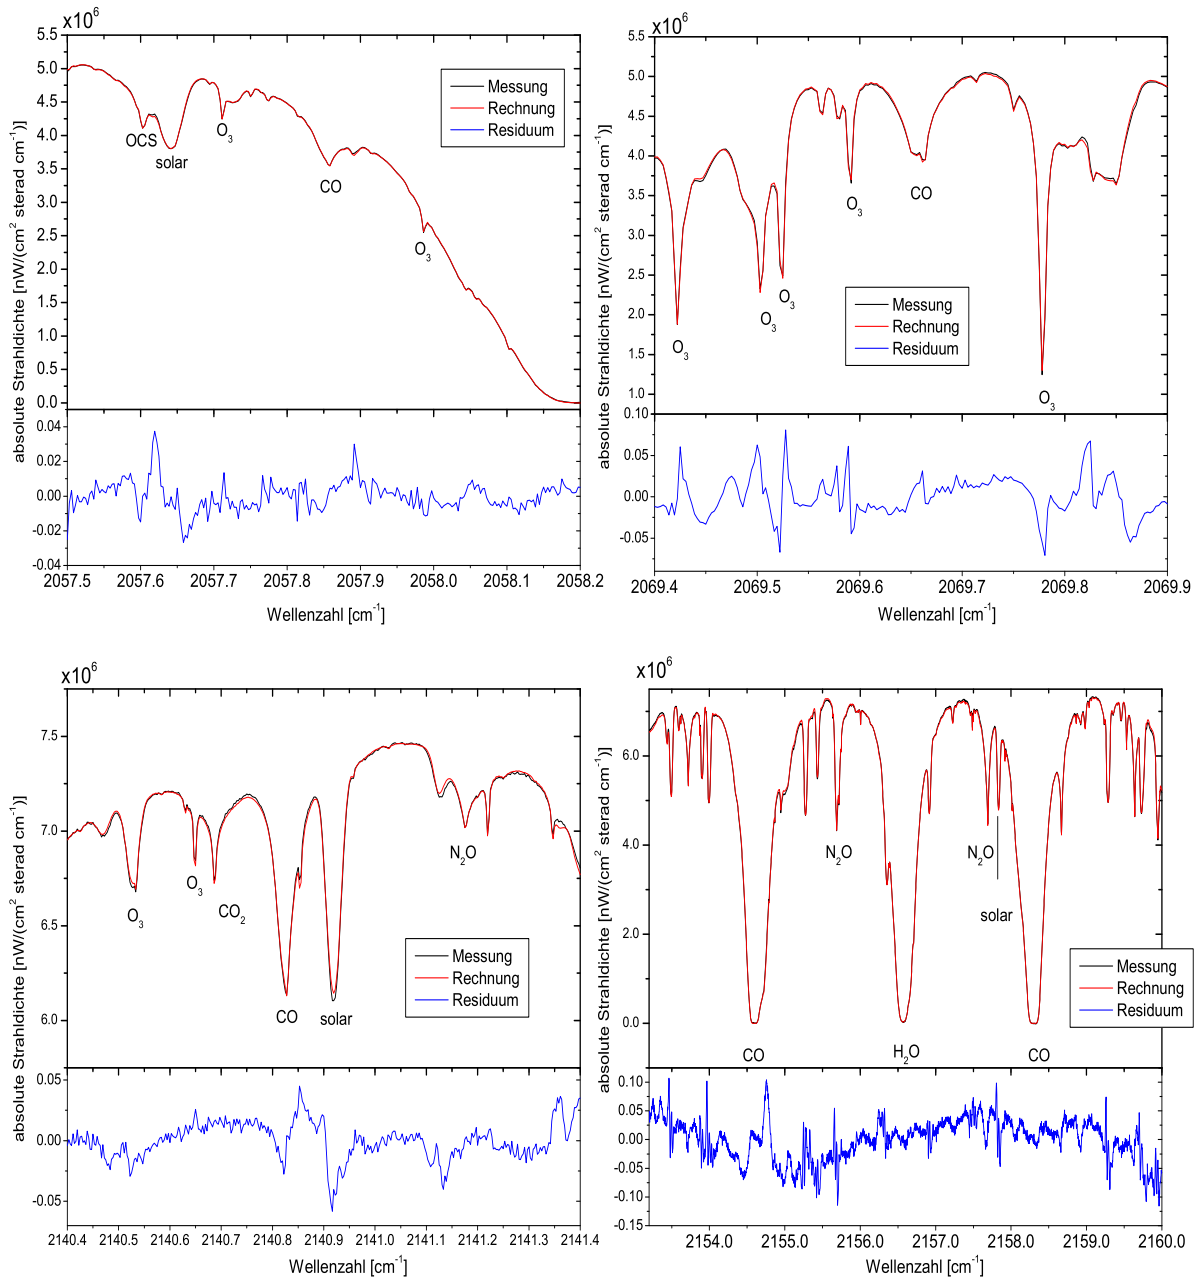 x10⁶
5.5
5.0
4.5
4.0
3.5
3.0
2.5
2.0
1.5
1.0
0.5
0.0
0.04
0.02
0.00
-0.02
-0.04
absolute Strahldichte [nW/(cm² sterad cm⁻¹)]
Messung
Rechnung
Residuum
OCS
solar
O₃
CO
O₃
2057.5 2057.6 2057.7 2057.8 2057.9 2058.0 2058.1 2058.2
Wellenzahl [cm⁻¹]
x10⁶
5.5
5.0
4.5
4.0
3.5
3.0
2.5
2.0
1.5
1.0
0.10
0.05
0.00
-0.05
absolute Strahldichte [nW/(cm² sterad cm⁻¹)]
O₃
CO
O₃
O₃
O₃
O₃
Messung
Rechnung
Residuum
2069.4 2069.5 2069.6 2069.7 2069.8 2069.9
Wellenzahl [cm⁻¹]
x10⁶
7.5
7.0
6.5
6.0
0.05
0.00
-0.05
absolute Strahldichte [nW/(cm² sterad cm⁻¹)]
N₂O
O₃
O₃
CO₂
Messung
Rechnung
Residuum
CO
solar
2140.4 2140.5 2140.6 2140.7 2140.8 2140.9 2141.0 2141.1 2141.2 2141.3 2141.4
Wellenzahl [cm⁻¹]
x10⁶
6.0
4.0
2.0
0.0
0.10
0.05
0.00
-0.05
-0.10
-0.15
absolute Strahldichte [nW/(cm² sterad cm⁻¹)]
N₂O
N₂O
solar
Messung
Rechnung
Residuum
CO
H₂O
CO
2154.0 2155.0 2156.0 2157.0 2158.0 2159.0 2160.0
Wellenzahl [cm⁻¹]